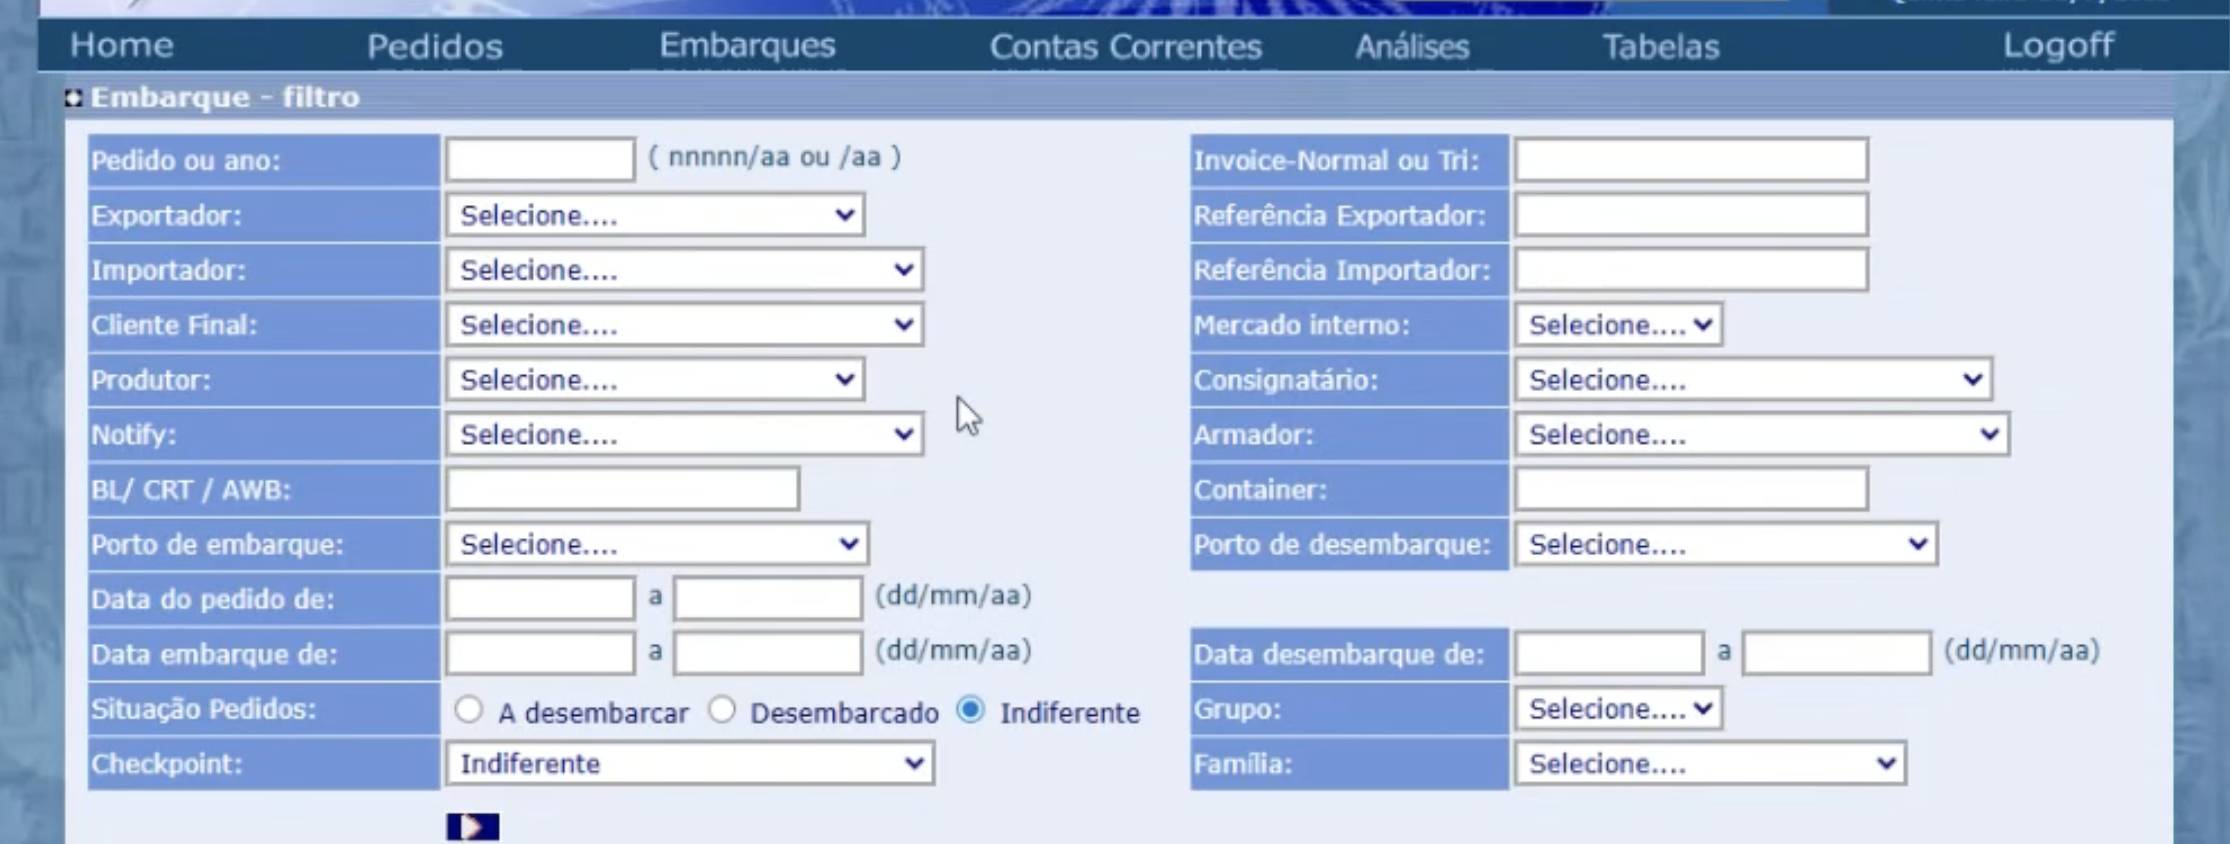 Home Pedidos Embarques Contas Correntes Análises Tabelas Logoff
Embarque - filtro
Pedido ou ano: ( nnnnn/aa ou /aa ) Invoice-Normal ou Tri:
Exportador: Selecione.... Referência Exportador:
Importador: Selecione.... Referência Importador:
Cliente Final: Selecione.... Mercado interno: Selecione....
Produtor: Selecione.... Consignatário: Selecione....
Notify: Selecione.... Armador: Selecione....
BL/ CRT / AWB: Container:
Porto de embarque: Selecione.... Porto de desembarque: Selecione....
Data do pedido de: a (dd/mm/aa)
Data embarque de: a (dd/mm/aa) Data desembarque de: a (dd/mm/aa)
Situação Pedidos: A desembarcar Desembarcado Indiferente Grupo: Selecione....
Checkpoint: Indiferente Família: Selecione....